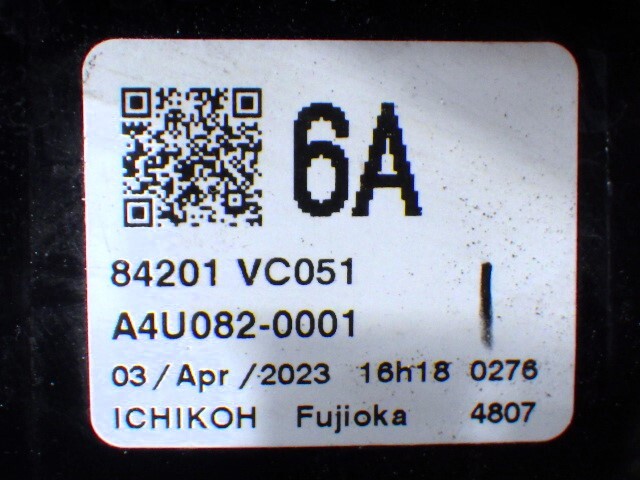 6A
84201 VC051
A4U082-0001
03/Apr/2023 16h18 0276
ICHIKOH Fujioka 4807